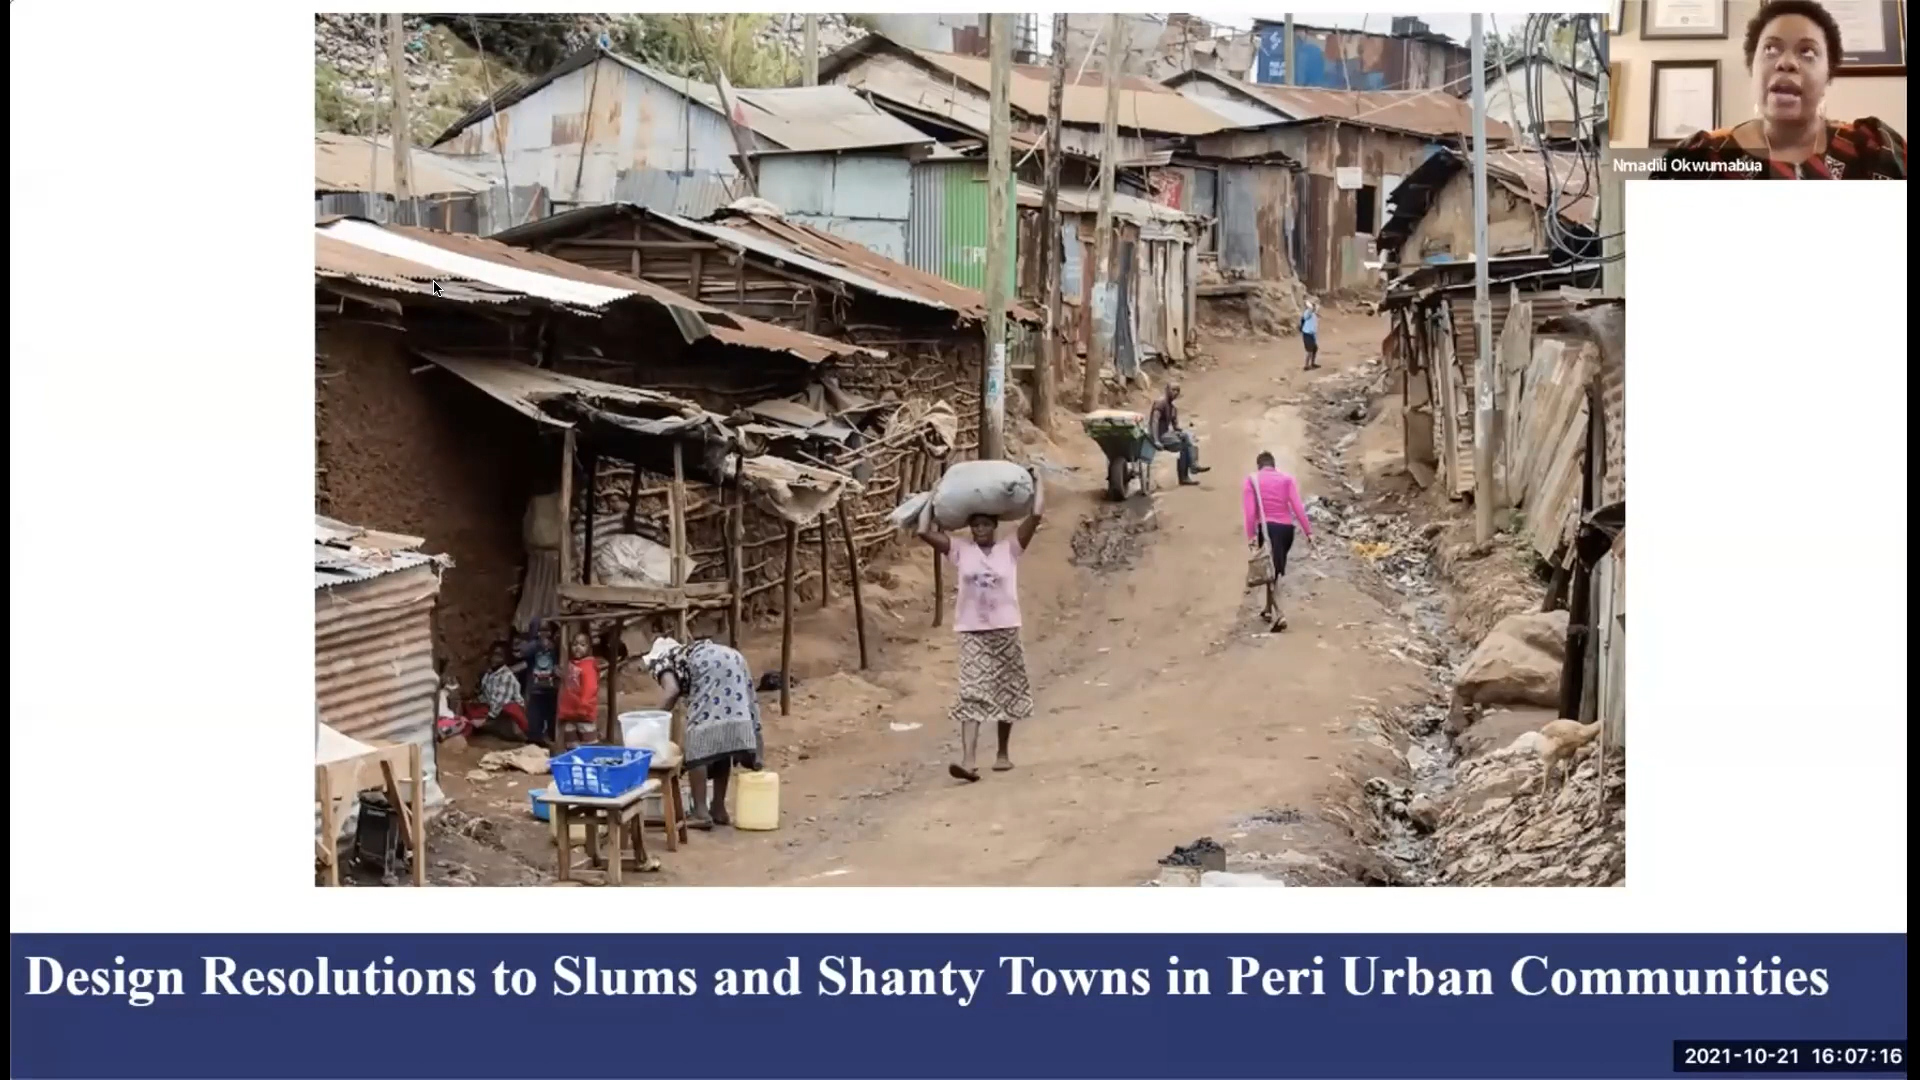 Nmadili Okwumabua
Design Resolutions to Slums and Shanty Towns in Peri Urban Communities
2021-10-21 16:07:16